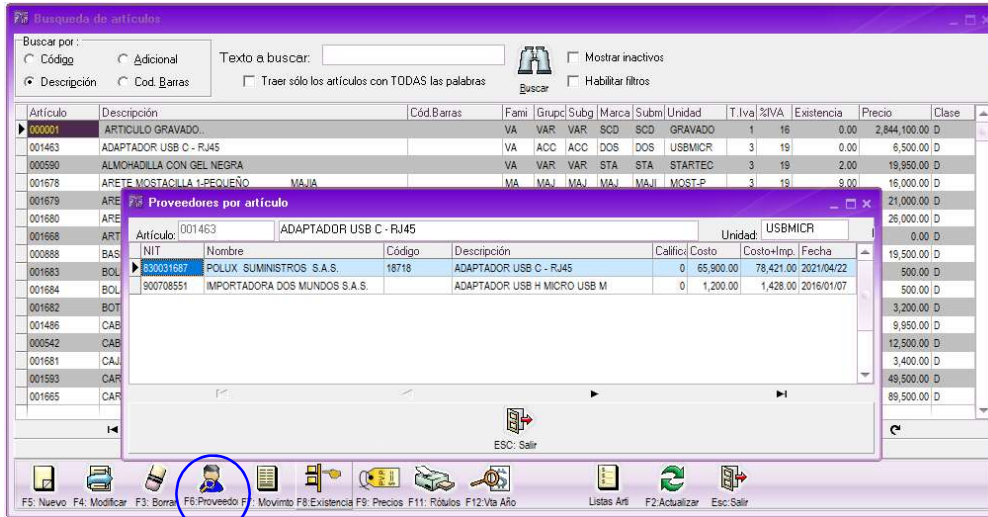 Busqueda de artículos
Buscar por :
Código Adicional
Descripción Cod. Barras
Texto a buscar:
Traer sólo los artículos con TODAS las palabras
Buscar
Mostrar inactivos
Habilitar filtros
Artículo Descripción Cód.Barras Fami Grupo Subg Marca Subm Unidad T.Iva %IVA Existencia Precio Clase
000001 ARTICULO GRAVADO.. VA VAR VAR SCD SCD GRAVADO 1 16 0.00 2,844,100.00 D
001463 ADAPTADOR USB C - RJ45 VA ACC ACC DOS DOS USBMICR 3 19 0.00 6,500.00 D
000590 ALMOHADILLA CON GEL NEGRA VA VAR VAR STA STA STARTEC 3 19 2.00 19,950.00 D
001678 ARETE MOSTACILLA 1-PEQUEÑO MAJIA MA MAJ MAJ MAJ MAJI MOST-P 3 19 9.00 16,000.00 D
001679 ARE 21,000.00 D
001680 ARE 26,000.00 D
001668 ART 0.00 D
000888 BAS 19,500.00 D
001683 BOL 500.00 D
001684 BOL 500.00 D
001682 BOT 3,200.00 D
001486 CAB 9,950.00 D
000542 CAB 12,500.00 D
001681 CAJ 3,400.00 D
001593 CAR 49,500.00 D
001665 CAR 89,500.00 D
Proveedores por artículo
Artículo: 001463 ADAPTADOR USB C - RJ45 Unidad: USBMICR
NIT Nombre Código Descripción Califica Costo Costo+Imp. Fecha
830031687 POLUX SUMINISTROS S.A.S. 18718 ADAPTADOR USB C - RJ45 0 65,900.00 78,421.00 2021/04/22
900708551 IMPORTADORA DOS MUNDOS S.A.S. ADAPTADOR USB H MICRO USB M 0 1,200.00 1,428.00 2016/01/07
ESC: Salir
F5: Nuevo F4: Modificar F3: Borrar F6:Proveedo F7: Movimto F8:Existencia F9: Precios F11: Rótulos F12:Vta Año Listas Arti F2:Actualizar Esc:Salir